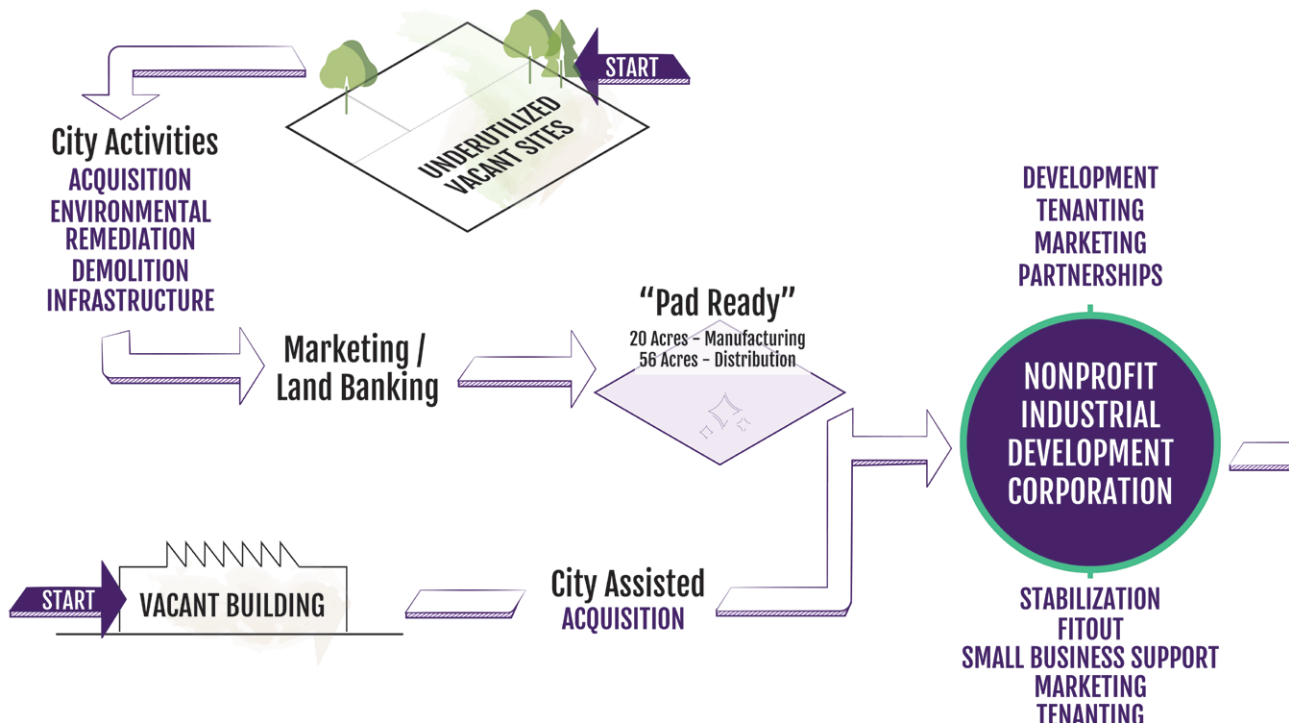 START
UNDERUTILIZED
VACANT SITES
City Activities
ACQUISITION
ENVIRONMENTAL
REMEDIATION
DEMOLITION
INFRASTRUCTURE
Marketing /
Land Banking
“Pad Ready”
20 Acres – Manufacturing
56 Acres – Distribution
DEVELOPMENT
TENANTING
MARKETING
PARTNERSHIPS
NONPROFIT
INDUSTRIAL
DEVELOPMENT
CORPORATION
START
VACANT BUILDING
City Assisted
ACQUISITION
STABILIZATION
FITOUT
SMALL BUSINESS SUPPORT
MARKETING
TENANTING